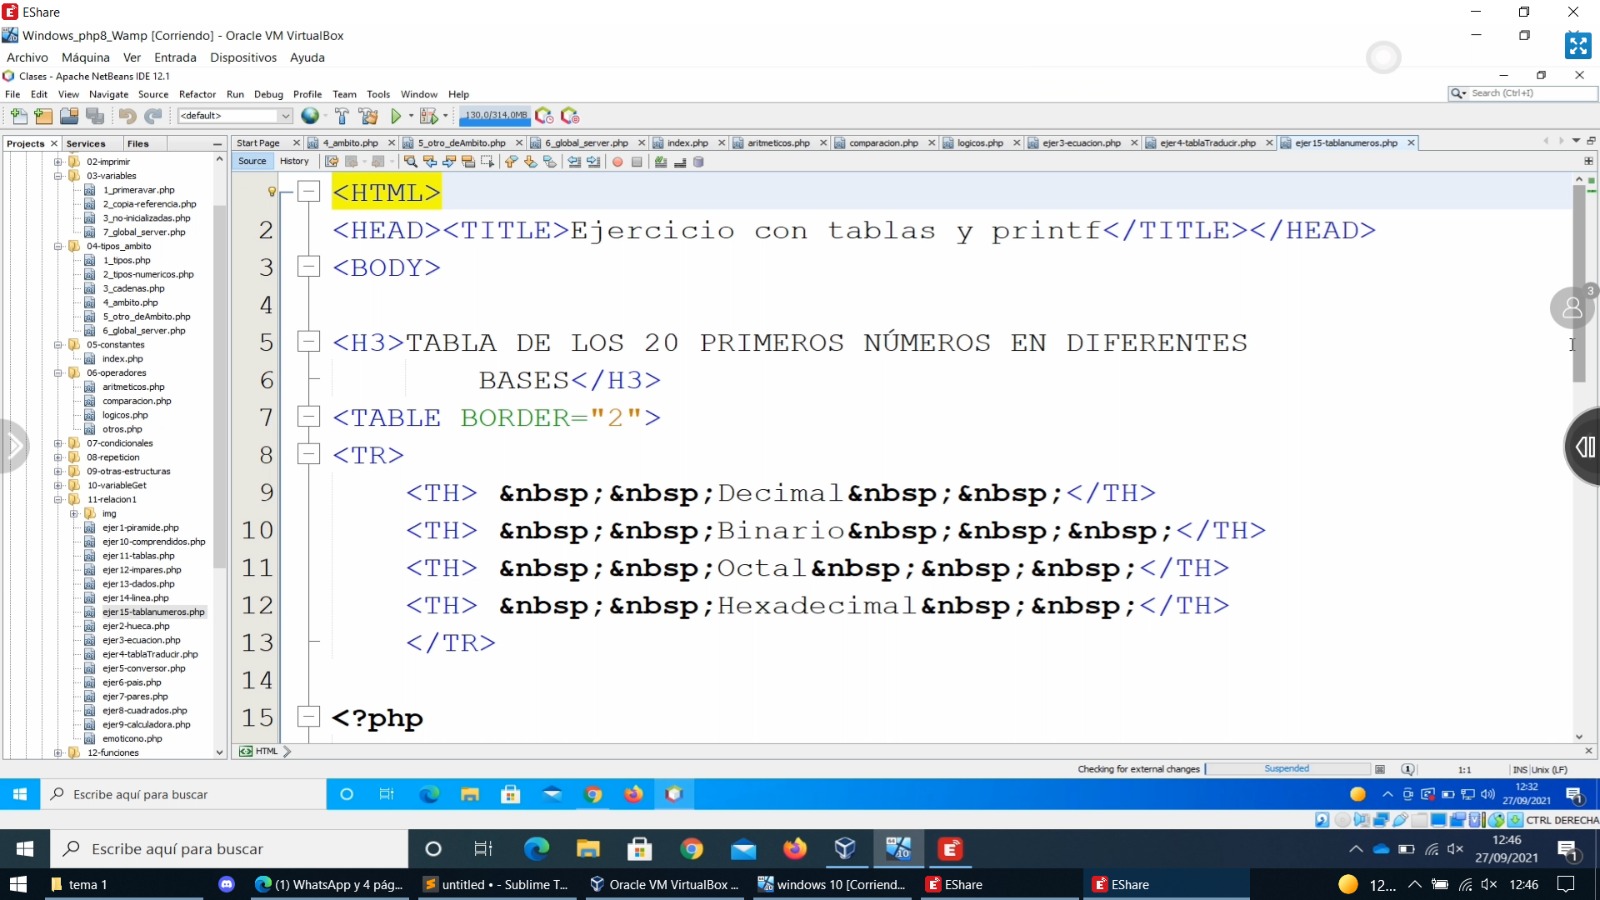 EShare
Windows_php8_Wamp [Corriendo] - Oracle VM VirtualBox
Archivo Máquina Ver Entrada Dispositivos Ayuda
Clases - Apache NetBeans IDE 12.1
File Edit View Navigate Source Refactor Run Debug Profile Team Tools Window Help
Search (Ctrl+I)
<default>
130.0/314.0MB
Projects Services Files
Start Page 4_ambito.php 5_otro_deAmbito.php 6_global_server.php index.php aritmeticos.php comparacion.php logicos.php ejer3-ecuacion.php ejer4-tablaTraducir.php ejer15-tablanumeros.php
Source History
02-imprimir
03-variables
1_primeravar.php
2_copia-referencia.php
3_no-inicializadas.php
7_global_server.php
04-tipos_ambito
1_tipos.php
2_tipos-numericos.php
3_cadenas.php
4_ambito.php
5_otro_deAmbito.php
6_global_server.php
05-constantes
index.php
06-operadores
aritmeticos.php
comparacion.php
logicos.php
otros.php
07-condicionales
08-repeticion
09-otras-estructuras
10-variableGet
11-relacion1
img
ejer1-piramide.php
ejer10-comprendidos.php
ejer11-tablas.php
ejer12-impares.php
ejer13-dados.php
ejer14-linea.php
ejer15-tablanumeros.php
ejer2-hueca.php
ejer3-ecuacion.php
ejer4-tablaTraducir.php
ejer5-conversor.php
ejer6-pais.php
ejer7-pares.php
ejer8-cuadrados.php
ejer9-calculadora.php
emoticono.php
12-funciones
<HTML>
2 <HEAD><TITLE>Ejercicio con tablas y printf</TITLE></HEAD>
3 <BODY>
4
5 <H3>TABLA DE LOS 20 PRIMEROS NÚMEROS EN DIFERENTES
6 BASES</H3>
7 <TABLE BORDER="2">
8 <TR>
9 <TH> &nbsp;&nbsp;Decimal&nbsp;&nbsp;</TH>
10 <TH> &nbsp;&nbsp;Binario&nbsp;&nbsp;&nbsp;</TH>
11 <TH> &nbsp;&nbsp;Octal&nbsp;&nbsp;&nbsp;</TH>
12 <TH> &nbsp;&nbsp;Hexadecimal&nbsp;&nbsp;</TH>
13 </TR>
14
15 <?php
3
HTML
Checking for external changes Suspended 1 1:1 INS Unix (LF)
Escribe aquí para buscar
12:32
27/09/2021
1
CTRL DERECHA
Escribe aquí para buscar
10
12:46
27/09/2021
1
tema 1 (1) WhatsApp y 4 pág... untitled • - Sublime T... Oracle VM VirtualBox ... windows 10 [Corriend... EShare EShare 12... 12:46